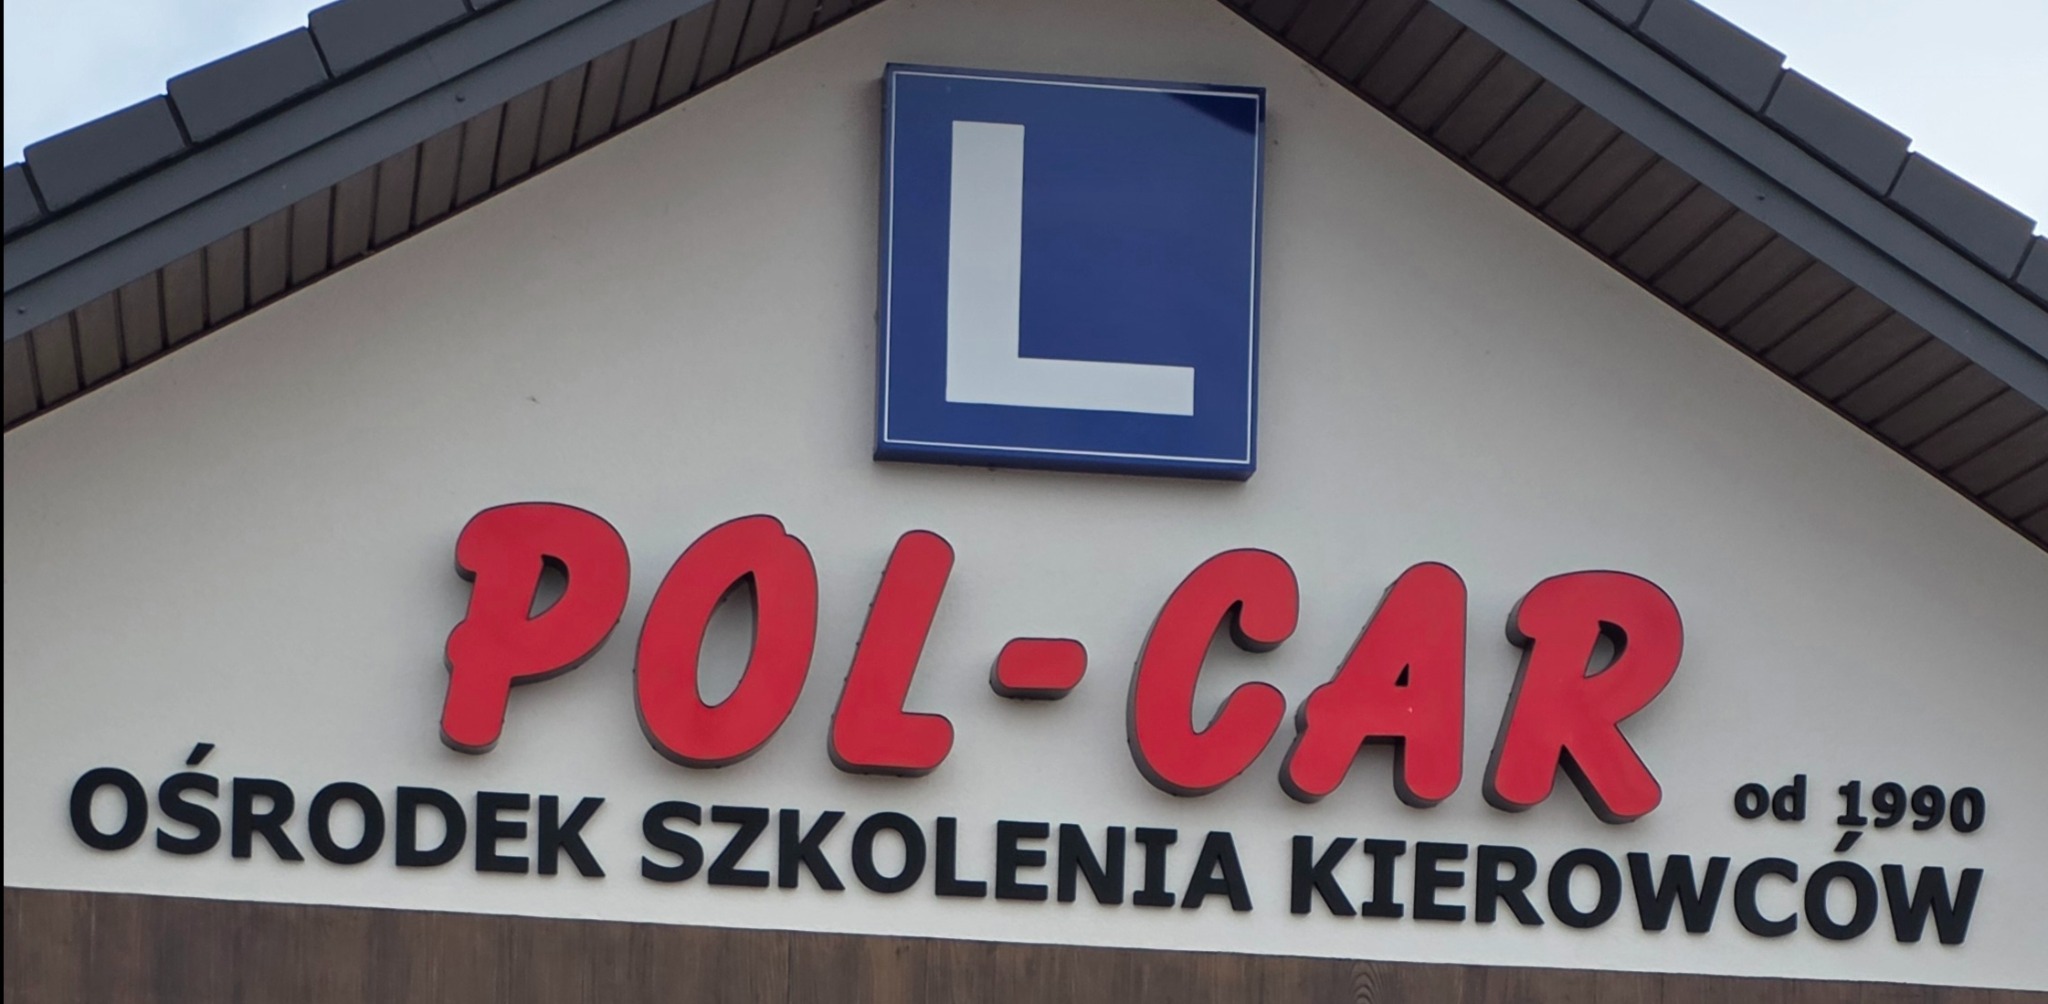 L
POL-CAR
od 1990
OŚRODEK SZKOLENIA KIEROWCÓW